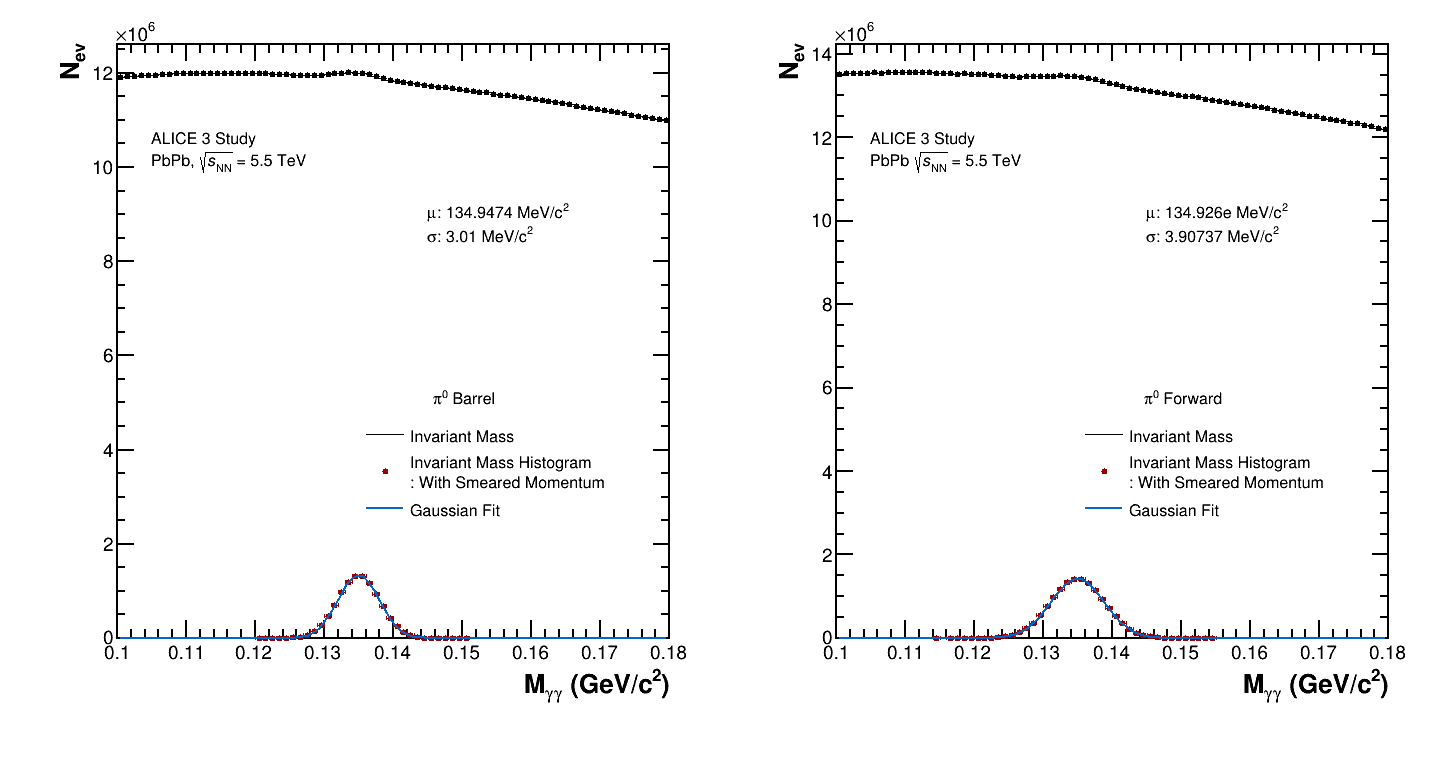 ×10⁶
N_ev
12
10
8
6
4
2
0
ALICE 3 Study
PbPb, √s_NN = 5.5 TeV
μ: 134.9474 MeV/c²
σ: 3.01 MeV/c²
π⁰ Barrel
Invariant Mass
Invariant Mass Histogram
: With Smeared Momentum
Gaussian Fit
0.1 0.11 0.12 0.13 0.14 0.15 0.16 0.17 0.18
M_γγ (GeV/c²)
×10⁶
N_ev
14
12
10
8
6
4
2
0
ALICE 3 Study
PbPb √s_NN = 5.5 TeV
μ: 134.926e MeV/c²
σ: 3.90737 MeV/c²
π⁰ Forward
Invariant Mass
Invariant Mass Histogram
: With Smeared Momentum
Gaussian Fit
0.1 0.11 0.12 0.13 0.14 0.15 0.16 0.17 0.18
M_γγ (GeV/c²)